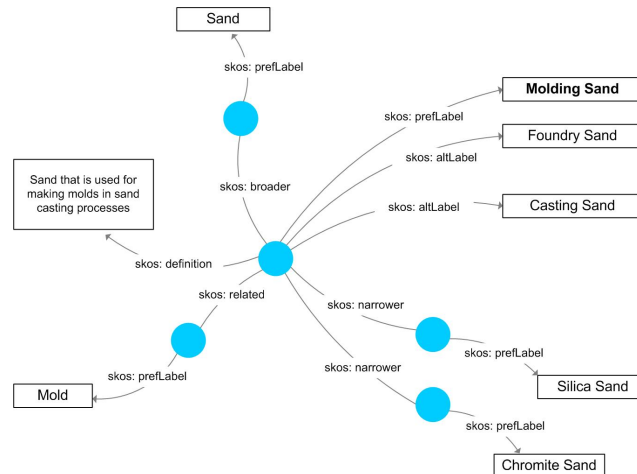 Sand
skos: prefLabel
Molding Sand
skos: prefLabel
Foundry Sand
skos: altLabel
Sand that is used for
making molds in sand
casting processes
skos: broader
Casting Sand
skos: altLabel
skos: definition
skos: related
skos: narrower
skos: prefLabel
skos: narrower
skos: prefLabel
Silica Sand
Mold
skos: prefLabel
Chromite Sand